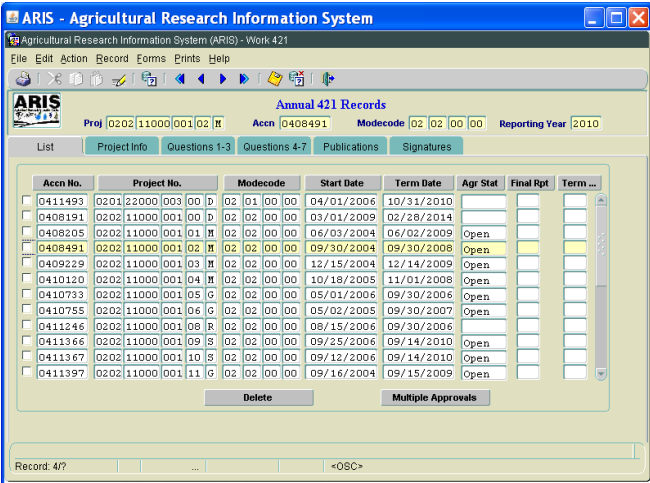 ARIS - Agricultural Research Information System
Agricultural Research Information System (ARIS) - Work 421
File Edit Action Record Forms Prints Help
ARIS
Annual 421 Records
Proj 0202 11000 001 02 M Accn 0408491 Modecode 02 02 00 00 Reporting Year 2010
List Project Info Questions 1-3 Questions 4-7 Publications Signatures
Accn No. Project No. Modecode Start Date Term Date Agr Stat Final Rpt Term ...
0411493 0201 22000 003 00 D 02 01 00 00 04/01/2006 10/31/2010
0408191 0202 11000 001 00 D 02 02 00 00 03/01/2009 02/28/2014
0408205 0202 11000 001 01 M 02 02 00 00 06/03/2004 06/02/2009 Open
0408491 0202 11000 001 02 M 02 02 00 00 09/30/2004 09/30/2008 Open
0409229 0202 11000 001 03 M 02 02 00 00 12/15/2004 12/14/2009 Open
0410120 0202 11000 001 04 M 02 02 00 00 10/18/2005 11/01/2008 Open
0410733 0202 11000 001 05 G 02 02 00 00 05/01/2006 09/30/2006 Open
0410755 0202 11000 001 06 G 02 02 00 00 05/02/2005 09/30/2007 Open
0411246 0202 11000 001 08 R 02 02 00 00 08/15/2006 09/30/2006
0411366 0202 11000 001 09 S 02 02 00 00 09/25/2006 09/14/2010 Open
0411367 0202 11000 001 10 S 02 02 00 00 09/12/2006 09/14/2010 Open
0411397 0202 11000 001 11 G 02 02 00 00 09/16/2004 09/15/2009 Open
Delete Multiple Approvals
Record: 4/? ... <OSC>